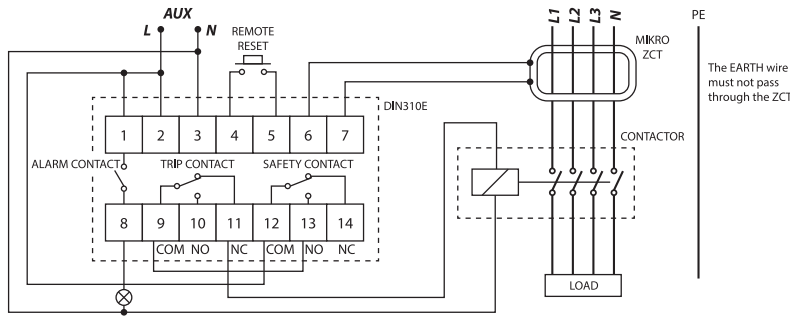 AUX
L
N
REMOTE
RESET
L1
L2
L3
N
PE
MIKRO
ZCT
The EARTH wire
must not pass
through the ZCT
DIN310E
1 2 3 4 5 6 7
CONTACTOR
ALARM CONTACT
TRIP CONTACT
SAFETY CONTACT
8 9 10 11 12 13 14
COM NO NC COM NO NC
LOAD